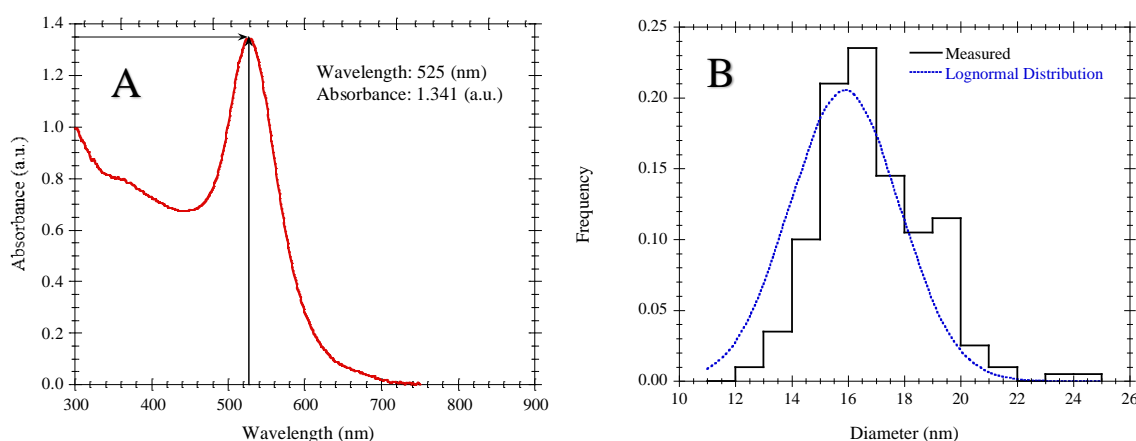 1.4
1.2
1.0
0.8
0.6
0.4
0.2
0.0
Absorbance (a.u.)
A
Wavelength: 525 (nm)
Absorbance: 1.341 (a.u.)
300 400 500 600 700 800 900
Wavelength (nm)
0.25
0.20
0.15
0.10
0.05
0.00
Frequency
B
Measured
Lognormal Distribution
10 12 14 16 18 20 22 24 26
Diameter (nm)